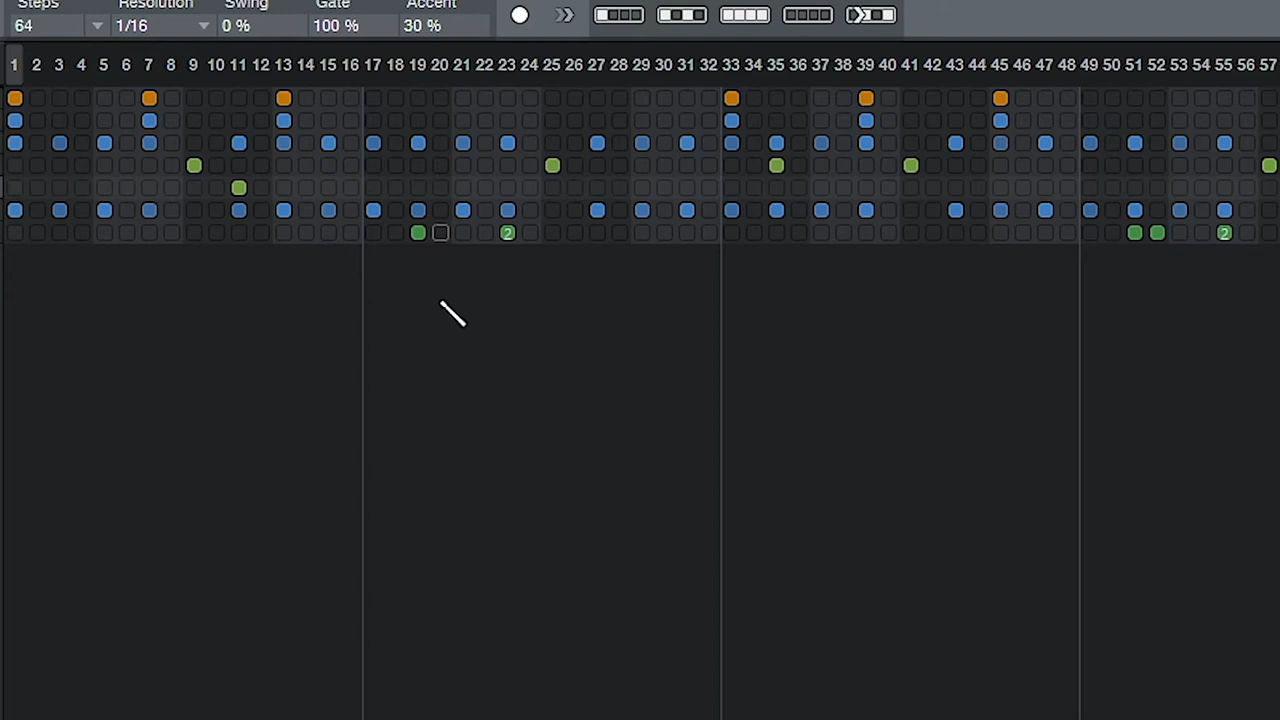 Steps Resolution Swing Gate Accent
64 1/16 0 % 100 % 30 %
1 2 3 4 5 6 7 8 9 10 11 12 13 14 15 16 17 18 19 20 21 22 23 24 25 26 27 28 29 30 31 32 33 34 35 36 37 38 39 40 41 42 43 44 45 46 47 48 49 50 51 52 53 54 55 56 57
2 2